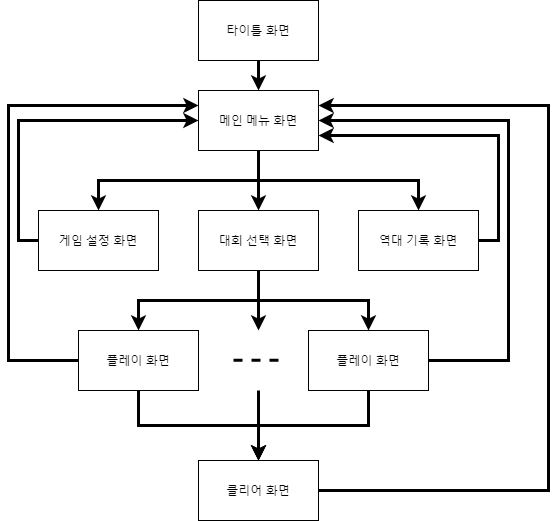 타이틀 화면
메인 메뉴 화면
게임 설정 화면
대회 선택 화면
역대 기록 화면
플레이 화면
플레이 화면
클리어 화면